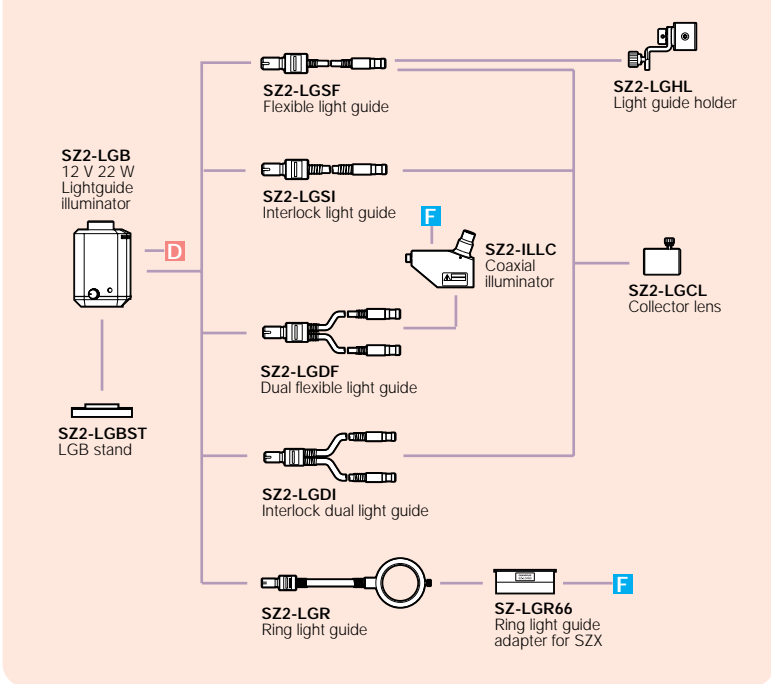 SZ2-LGSF
Flexible light guide
SZ2-LGHL
Light guide holder
SZ2-LGB
12 V 22 W
Lightguide
illuminator
D
SZ2-LGSI
Interlock light guide
F
SZ2-ILLC
Coaxial
illuminator
SZ2-LGCL
Collector lens
SZ2-LGDF
Dual flexible light guide
SZ2-LGBST
LGB stand
SZ2-LGDI
Interlock dual light guide
SZ2-LGR
Ring light guide
SZ-LGR66
Ring light guide
adapter for SZX
F